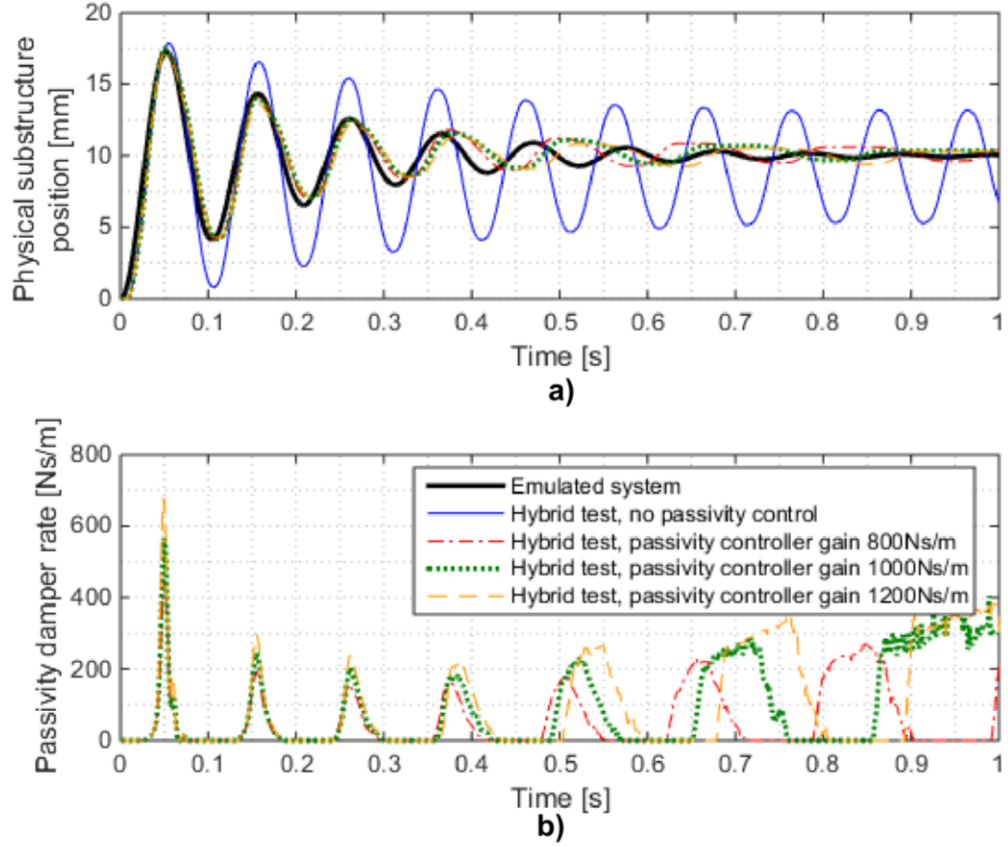 20
15
10
5
0
Physical substructure
position [mm]
0 0.1 0.2 0.3 0.4 0.5 0.6 0.7 0.8 0.9 1
Time [s]
a)
800
600
400
200
0
Passivity damper rate [Ns/m]
Emulated system
Hybrid test, no passivity control
Hybrid test, passivity controller gain 800Ns/m
Hybrid test, passivity controller gain 1000Ns/m
Hybrid test, passivity controller gain 1200Ns/m
0 0.1 0.2 0.3 0.4 0.5 0.6 0.7 0.8 0.9 1
Time [s]
b)